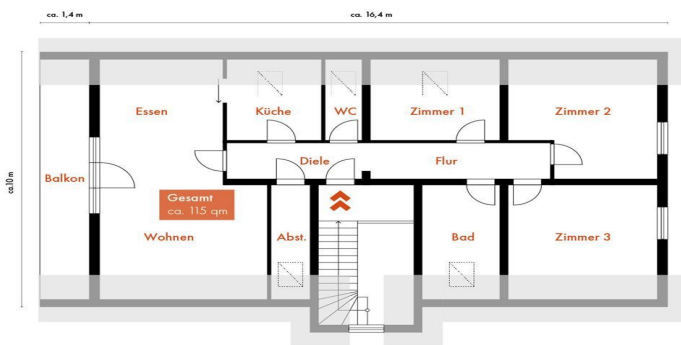 ca. 1,4 m
ca. 16,4 m
ca.10 m
Essen
Küche
WC
Zimmer 1
Zimmer 2
Diele
Flur
Balkon
Gesamt
ca. 115 qm
Wohnen
Abst.
Bad
Zimmer 3